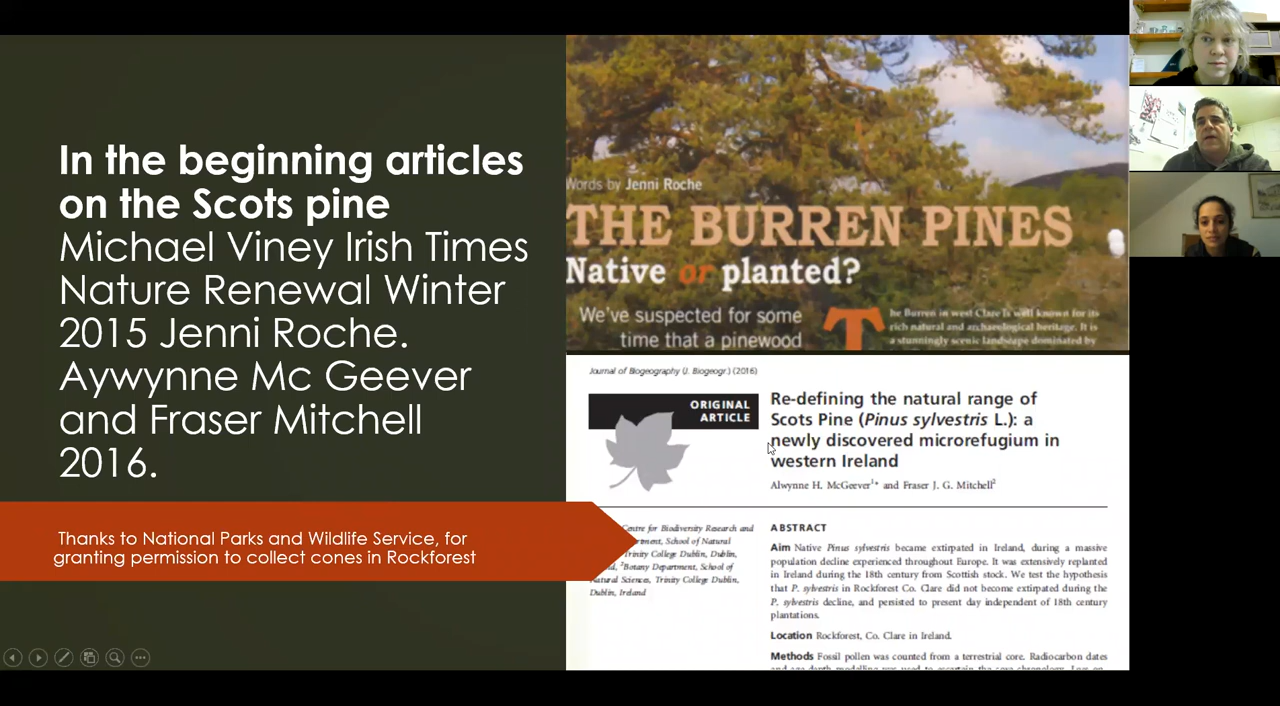 In the beginning articles
on the Scots pine
Michael Viney Irish Times
Nature Renewal Winter
2015 Jenni Roche.
Aywynne Mc Geever
and Fraser Mitchell
2016.
Thanks to National Parks and Wildlife Service, for
granting permission to collect cones in Rockforest
Words by Jenni Roche
THE BURREN PINES
Native or planted?
We've suspected for some
time that a pinewood
The Burren in west Clare is well known for its
rich natural and archaeological heritage. It is
a stunningly scenic landscape dominated by
Journal of Biogeography (J. Biogeogr.) (2016)
ORIGINAL
ARTICLE
Re-defining the natural range of
Scots Pine (Pinus sylvestris L.): a
newly discovered microrefugium in
western Ireland
Alwynne H. McGeever1* and Fraser J. G. Mitchell2
Centre for Biodiversity Research and
School of Natural
Trinity College Dublin, Dublin,
2Botany Department, School of
Natural Sciences, Trinity College Dublin,
Dublin, Ireland
ABSTRACT
Aim Native Pinus sylvestris became extirpated in Ireland, during a massive
population decline experienced throughout Europe. It was extensively replanted
in Ireland during the 18th century from Scottish stock. We test the hypothesis
that P. sylvestris in Rockforest Co. Clare did not become extirpated during the
P. sylvestris decline, and persisted to present day independent of 18th century
plantations.
Location Rockforest, Co. Clare in Ireland.
Methods Fossil pollen was counted from a terrestrial core. Radiocarbon dates